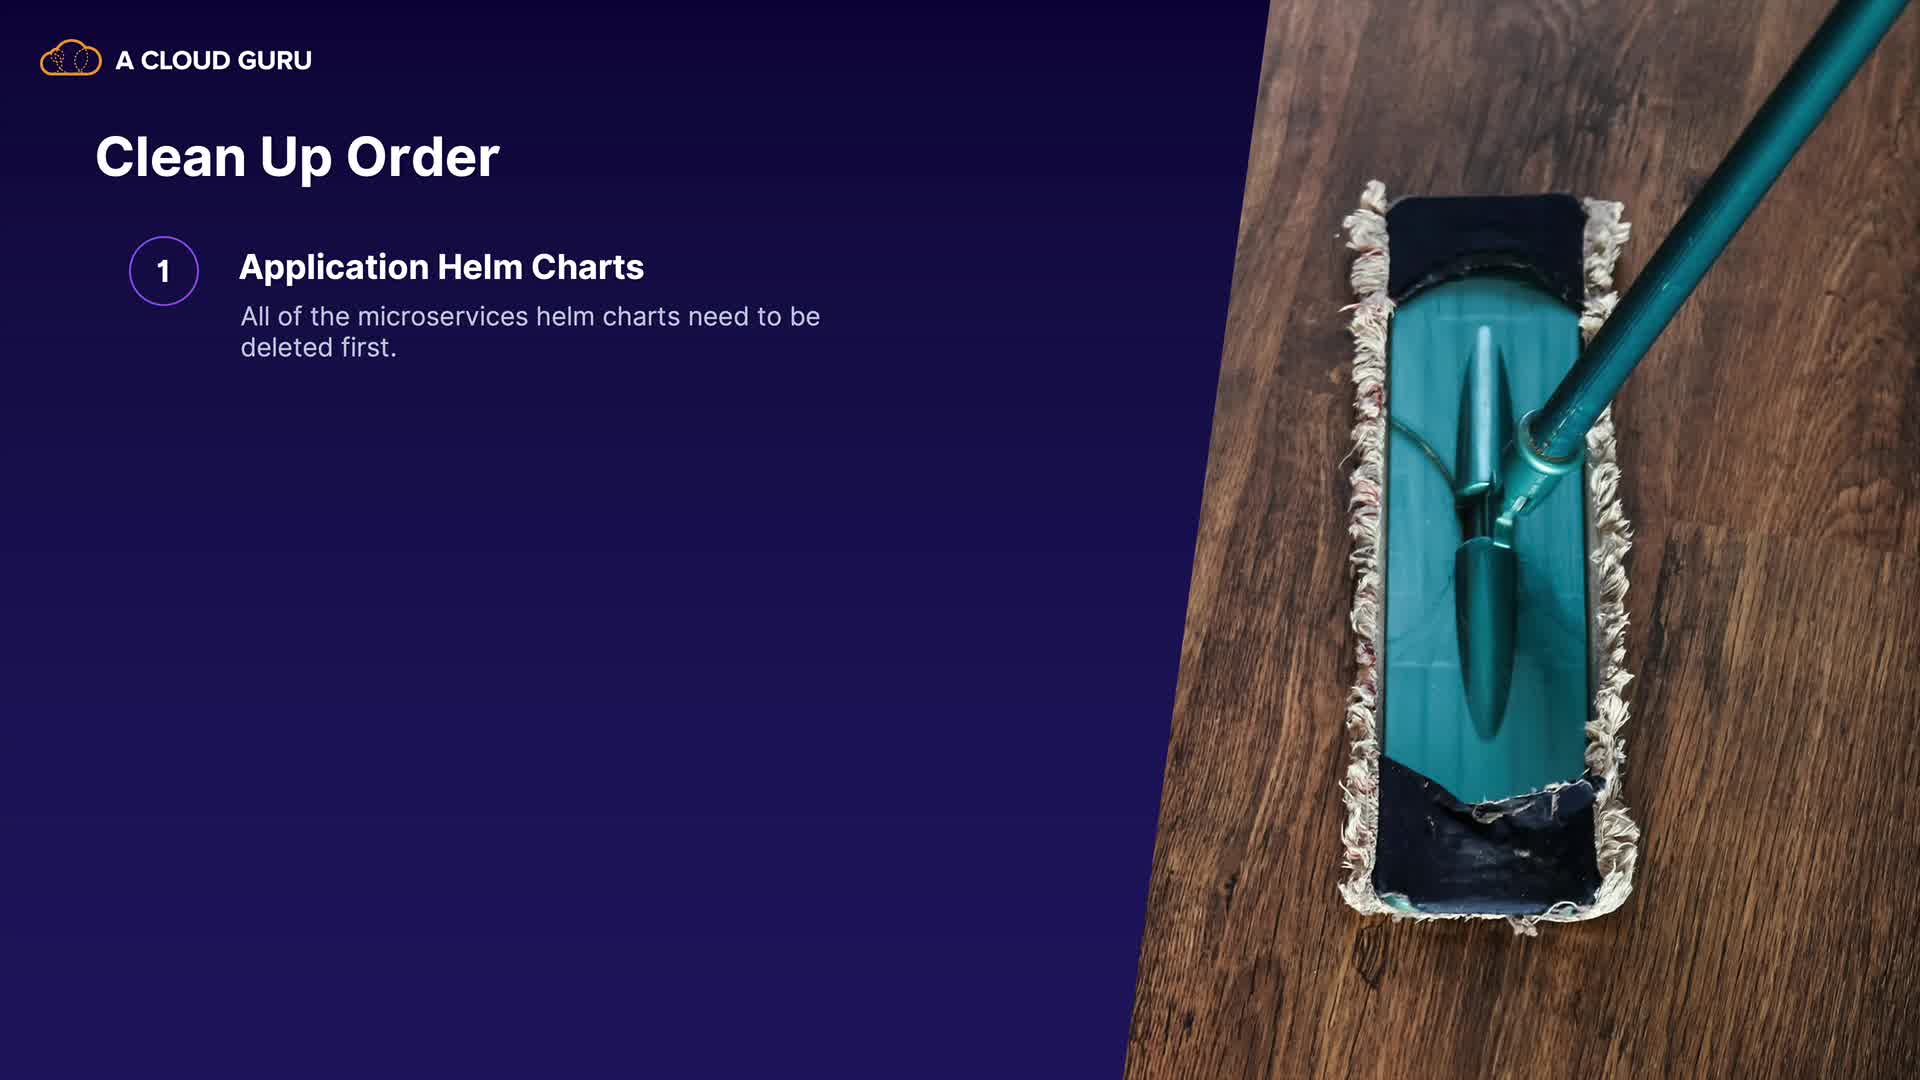 A CLOUD GURU
Clean Up Order
1
Application Helm Charts
All of the microservices helm charts need to be
deleted first.